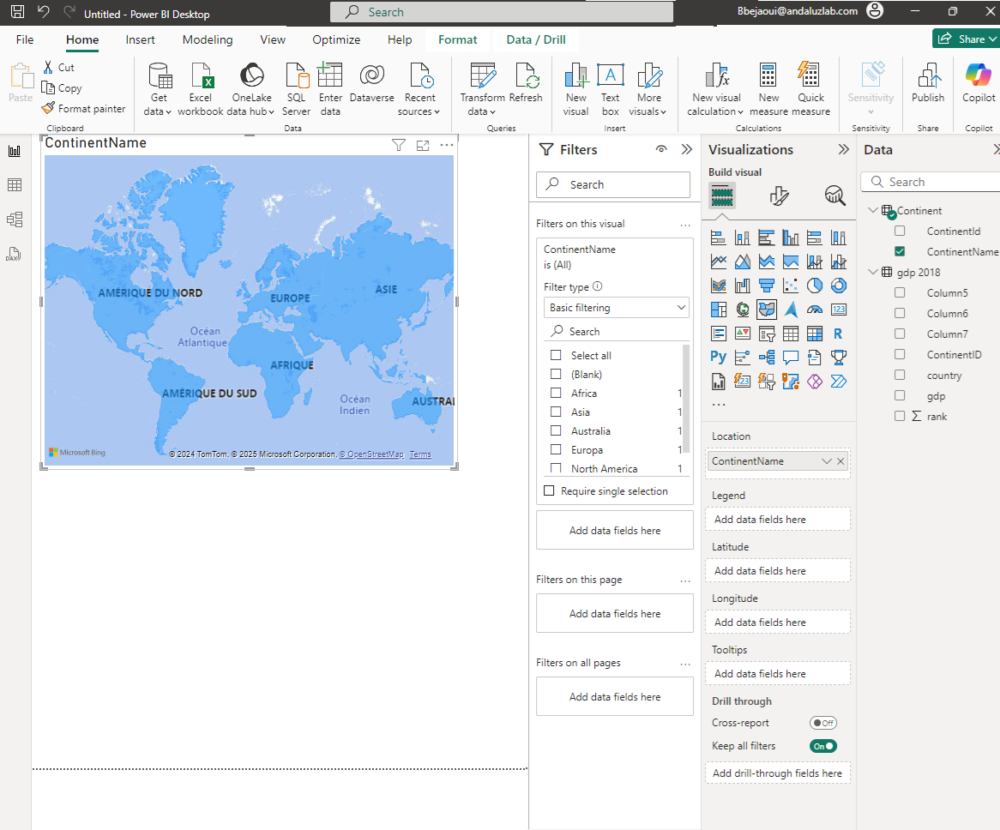 Untitled - Power BI Desktop
Search
Bbejaoui@andaluzlab.com
File
Home
Insert
Modeling
View
Optimize
Help
Format
Data / Drill
Share
Paste
Cut
Copy
Format painter
Clipboard
Get data
Excel workbook
OneLake data hub
SQL Server
Enter data
Dataverse
Recent sources
Data
Transform data
Refresh
Queries
New visual
Text box
More visuals
Insert
New visual calculation
New measure
Quick measure
Calculations
Sensitivity
Sensitivity
Publish
Share
Copilot
Copilot
ContinentName
AMÉRIQUE DU NORD
EUROPE
ASIE
Océan
Atlantique
AFRIQUE
AMÉRIQUE DU SUD
Océan
Indien
AUSTRAL
Microsoft Bing
© 2024 TomTom, © 2025 Microsoft Corporation, © OpenStreetMap Terms
DAX
Filters
Search
Filters on this visual
...
ContinentName
is (All)
Filter type
Basic filtering
Search
Select all
(Blank)
Africa 1
Asia 1
Australia 1
Europa 1
North America 1
Require single selection
Add data fields here
Filters on this page
...
Add data fields here
Filters on all pages
...
Add data fields here
Visualizations
Build visual
123
R
Py
123
...
Location
ContinentName
Legend
Add data fields here
Latitude
Add data fields here
Longitude
Add data fields here
Tooltips
Add data fields here
Drill through
Cross-report
Off
Keep all filters
On
Add drill-through fields here
Data
Search
Continent
ContinentId
ContinentName
gdp 2018
Column5
Column6
Column7
ContinentID
country
gdp
Σ rank